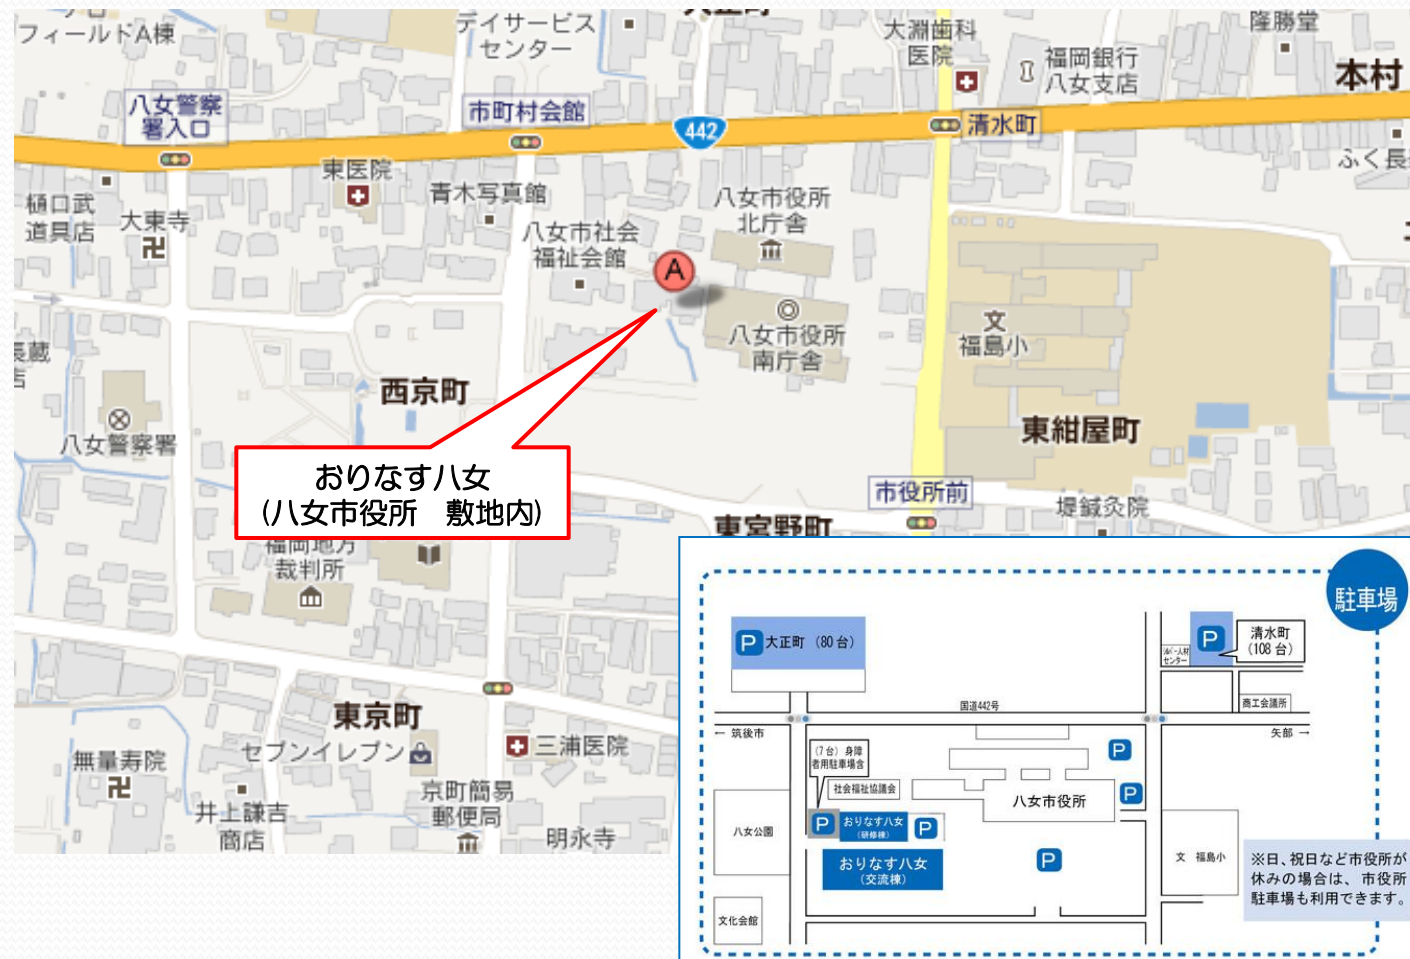 フィールドA棟
デイサービス
センター
大淵歯科
医院
福岡銀行
八女支店
隆勝堂
本村
八女警察
署入口
市町村会館
442
清水町
ふく長
東医院
青木写真館
樋口武
道具店
大東寺
八女市社会
福祉会館
八女市役所
北庁舎
A
八女市役所
南庁舎
文
福島小
西京町
八女警察署
東紺屋町
おりなす八女
(八女市役所 敷地内)
市役所前
堤鍼灸院
東宮野町
福岡地方
裁判所
東京町
セブンイレブン
三浦医院
無量寿院
井上謙吉
商店
京町簡易
郵便局
明永寺
駐車場
P 大正町 (80台)
P
清水町
(108台)
シルバー人材
センター
商工会議所
国道442号
← 筑後市
矢部 →
(7台) 身障
者用駐車場含
社会福祉協議会
P
P
八女市役所
八女公園
P
おりなす八女
(研修棟)
P
おりなす八女
(交流棟)
P
文 福島小
文化会館
※日、祝日など市役所が
休みの場合は、市役所
駐車場も利用できます。